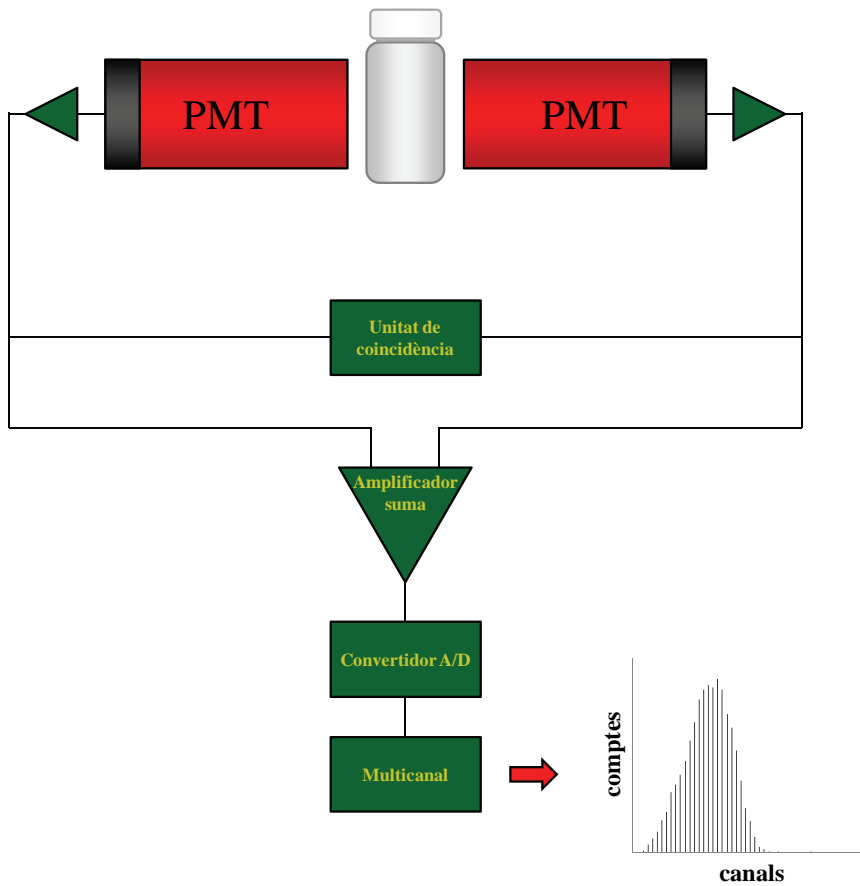 PMT
PMT
Unitat de
coincidència
Amplificador
suma
Convertidor A/D
Multicanal
comptes
canals